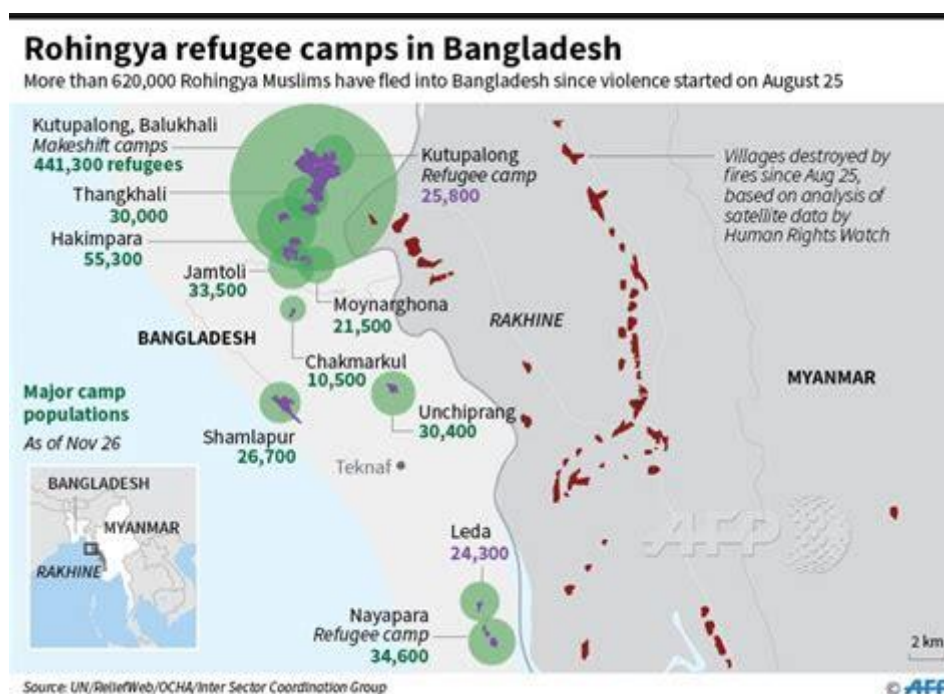 Rohingya refugee camps in Bangladesh
More than 620,000 Rohingya Muslims have fled into Bangladesh since violence started on August 25
Kutupalong, Balukhali
Makeshift camps
441,300 refugees
Thangkhali
30,000
Hakimpara
55,300
Jamtoli
33,500
Kutupalong
Refugee camp
25,800
Villages destroyed by
fires since Aug 25,
based on analysis of
satellite data by
Human Rights Watch
Moynarghona
21,500
RAKHINE
BANGLADESH
Chakmarkul
10,500
MYANMAR
Major camp
populations
As of Nov 26
Unchiprang
30,400
Shamlapur
26,700
Teknaf
BANGLADESH
MYANMAR
RAKHINE
AFP
Leda
24,300
Nayapara
Refugee camp
34,600
2 km
Source: UN/ReliefWeb/OCHA/Inter Sector Coordination Group
© AFP